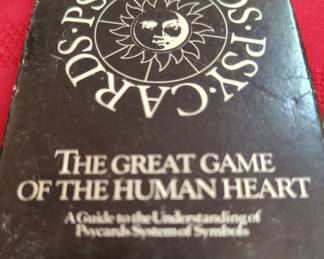 PSY·CARDS·PSY·CARDS
THE GREAT GAME
OF THE HUMAN HEART
A Guide to the Understanding of
Psycards System of Symbols